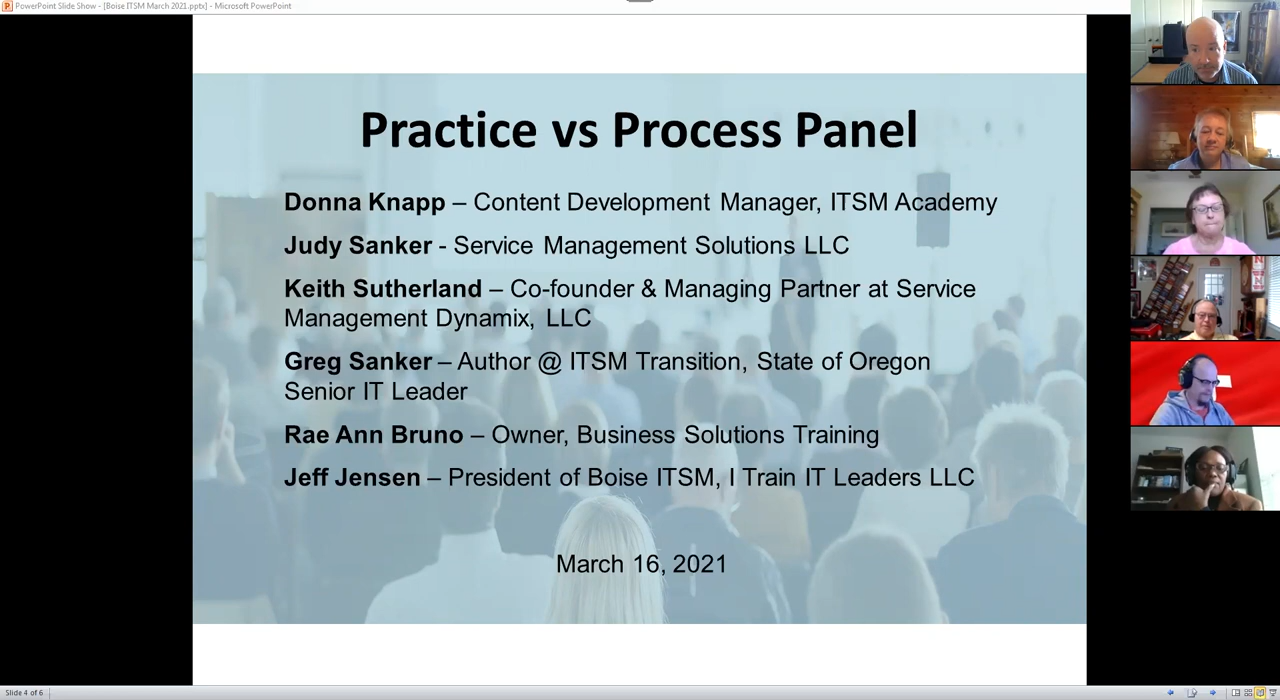 PowerPoint Slide Show - [Boise ITSM March 2021.pptx] - Microsoft PowerPoint
Practice vs Process Panel
Donna Knapp – Content Development Manager, ITSM Academy
Judy Sanker - Service Management Solutions LLC
Keith Sutherland – Co-founder & Managing Partner at Service
Management Dynamix, LLC
Greg Sanker – Author @ ITSM Transition, State of Oregon
Senior IT Leader
Rae Ann Bruno – Owner, Business Solutions Training
Jeff Jensen – President of Boise ITSM, I Train IT Leaders LLC
March 16, 2021
Slide 4 of 6